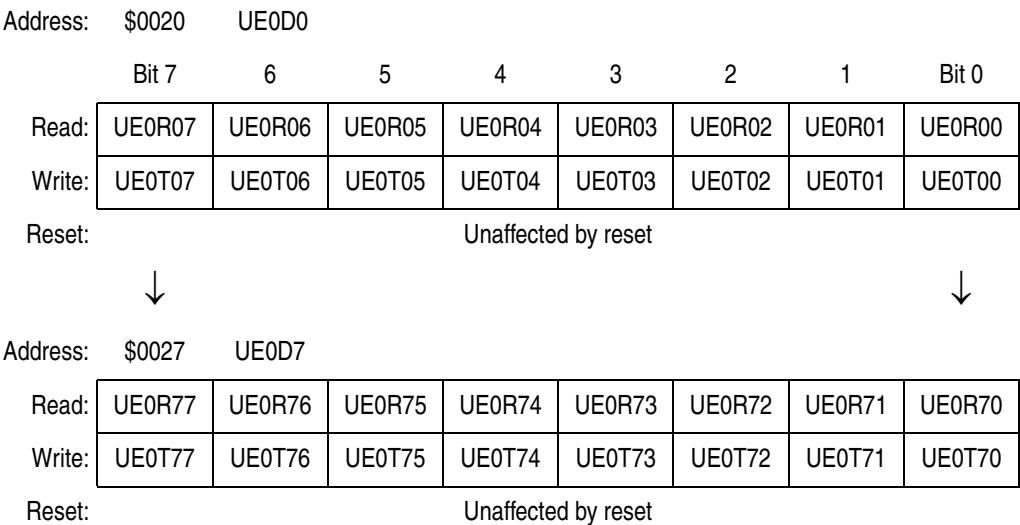 Address: $0020 UE0D0
Bit 7 6 5 4 3 2 1 Bit 0
Read: UE0R07 UE0R06 UE0R05 UE0R04 UE0R03 UE0R02 UE0R01 UE0R00
Write: UE0T07 UE0T06 UE0T05 UE0T04 UE0T03 UE0T02 UE0T01 UE0T00
Reset: Unaffected by reset
↓ ↓
Address: $0027 UE0D7
Read: UE0R77 UE0R76 UE0R75 UE0R74 UE0R73 UE0R72 UE0R71 UE0R70
Write: UE0T77 UE0T76 UE0T75 UE0T74 UE0T73 UE0T72 UE0T71 UE0T70
Reset: Unaffected by reset